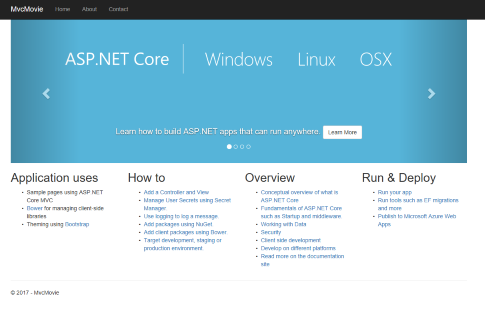 MvcMovie Home About Contact
ASP.NET Core Windows Linux OSX
Learn how to build ASP.NET apps that can run anywhere. Learn More
Application uses
Sample pages using ASP.NET
Core MVC
Bower for managing client-side
libraries
Theming using Bootstrap
How to
Add a Controller and View
Manage User Secrets using Secret
Manager.
Use logging to log a message.
Add packages using NuGet
Add client packages using Bower
Target development, staging or
production environment
Overview
Conceptual overview of what is
ASP.NET Core
Fundamentals of ASP.NET Core
such as Startup and middleware
Working with Data
Security
Client side development
Develop on different platforms
Read more on the documentation
site
Run & Deploy
Run your app
Run tools such as EF migrations
and more
Publish to Microsoft Azure Web
Apps
© 2017 - MvcMovie